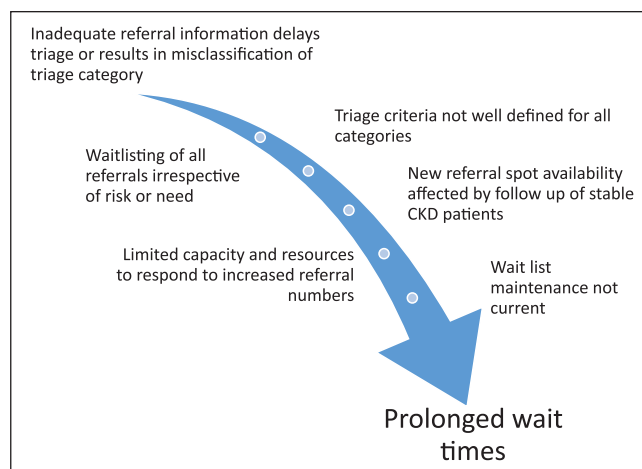 Inadequate referral information delays
triage or results in misclassification of
triage category
Triage criteria not well defined for all
categories
Waitlisting of all
referrals irrespective
of risk or need
New referral spot availability
affected by follow up of stable
CKD patients
Limited capacity and resources
to respond to increased referral
numbers
Wait list
maintenance not
current
Prolonged wait
times